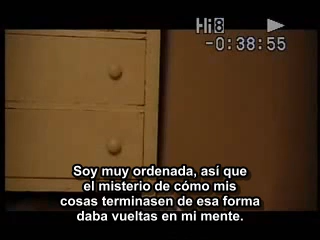 Hi8
-0:38:55
Soy muy ordenada, así que
el misterio de cómo mis
cosas terminasen de esa forma
daba vueltas en mi mente.